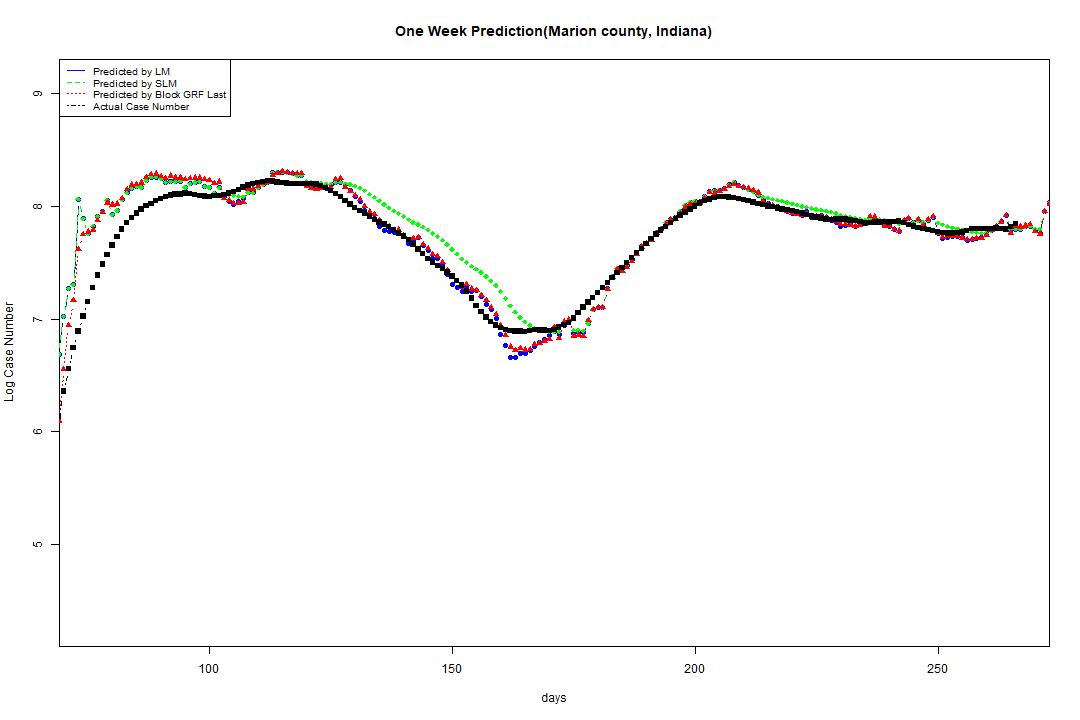 One Week Prediction(Marion county, Indiana)
Predicted by LM
Predicted by SLM
Predicted by Block GRF Last
Actual Case Number
9
8
7
6
5
Log Case Number
100 150 200 250
days